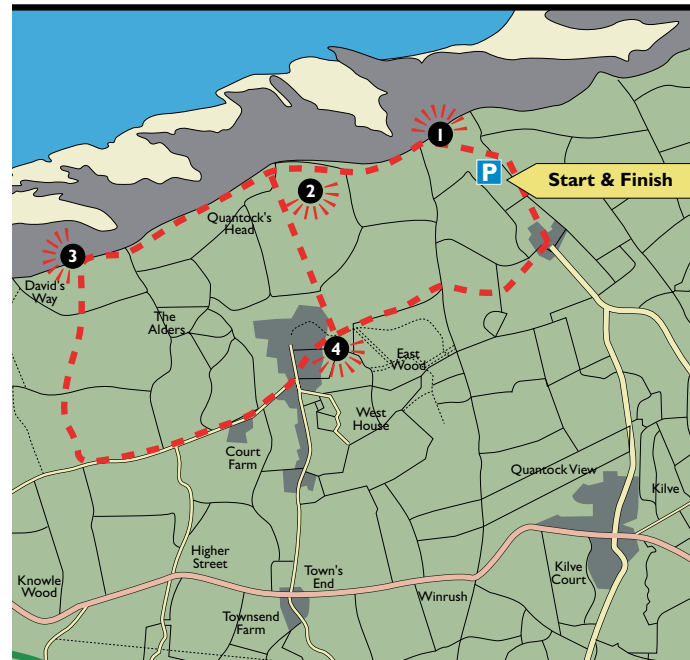 1
P
Start & Finish
2
Quantock's
Head
3
David's
Way
The
Alders
4
East
Wood
West
House
Court
Farm
Quantock View
Kilve
Higher
Street
Town's
End
Kilve
Court
Knowle
Wood
Winrush
Townsend
Farm